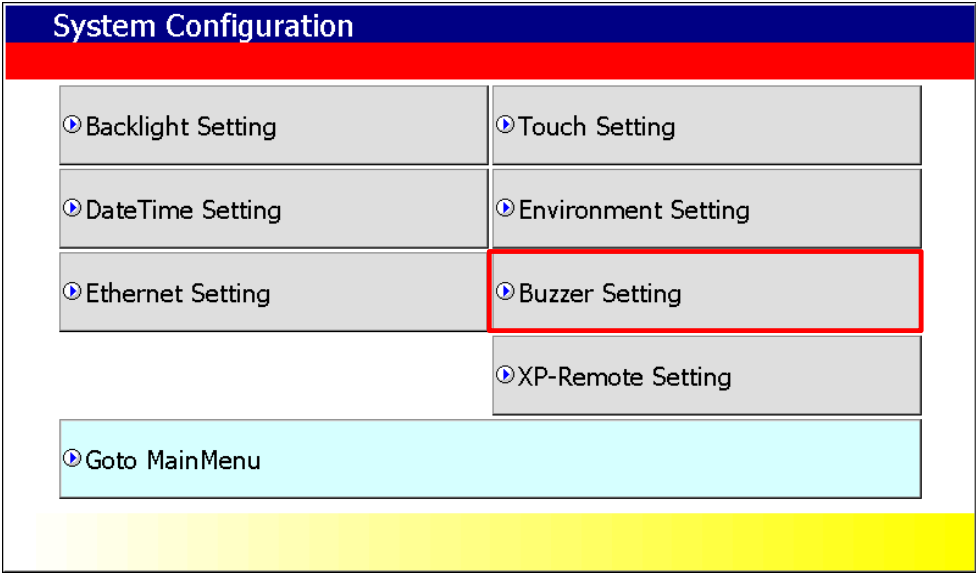 System Configuration
Backlight Setting
Touch Setting
DateTime Setting
Environment Setting
Ethernet Setting
Buzzer Setting
XP-Remote Setting
Goto MainMenu